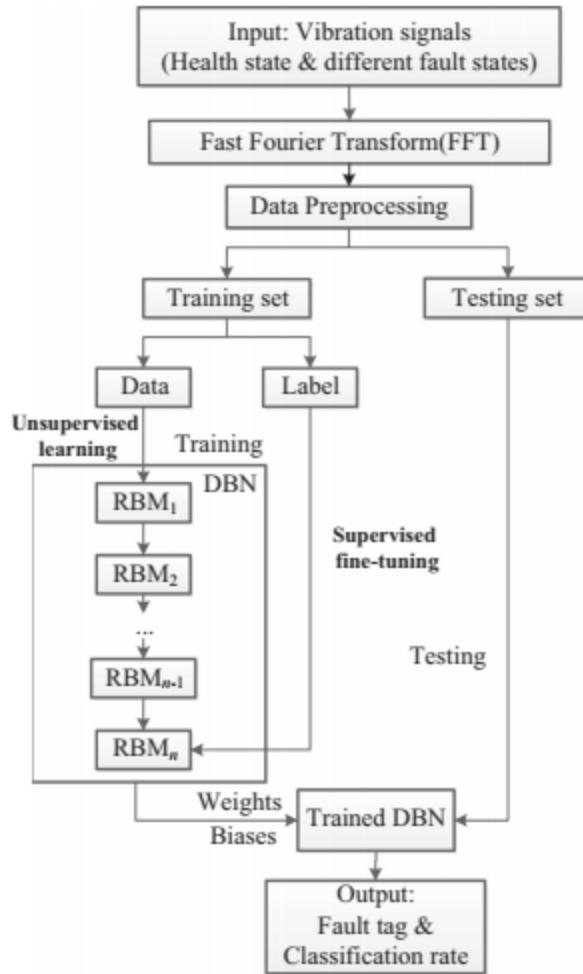 Input: Vibration signals
(Health state & different fault states)
Fast Fourier Transform(FFT)
Data Preprocessing
Training set
Testing set
Data
Label
Unsupervised
learning
Training
DBN
RBM1
RBM2
...
RBMn-1
RBMn
Supervised
fine-tuning
Testing
Weights
Biases
Trained DBN
Output:
Fault tag &
Classification rate